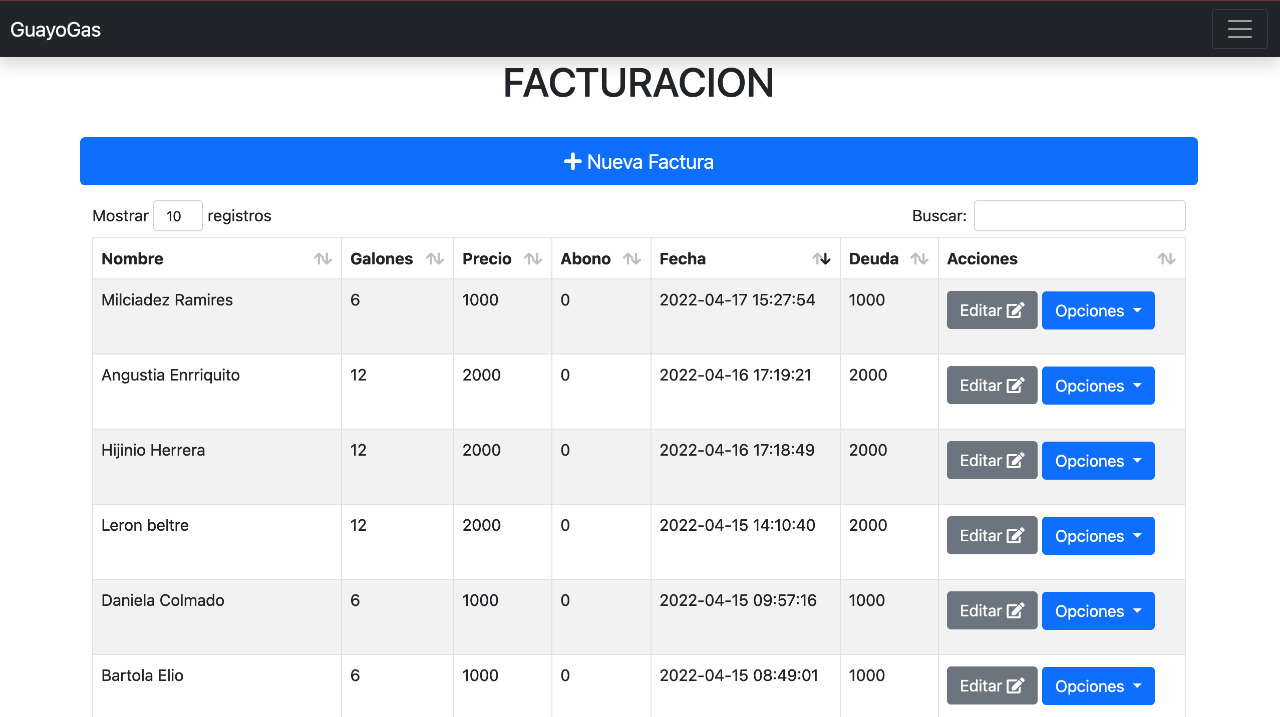 GuayoGas
FACTURACION
Nueva Factura
Mostrar 10 registros Buscar:
Nombre Galones Precio Abono Fecha Deuda Acciones
Milciadez Ramires 6 1000 0 2022-04-17 15:27:54 1000 Editar Opciones
Angustia Enrriquito 12 2000 0 2022-04-16 17:19:21 2000 Editar Opciones
Hijinio Herrera 12 2000 0 2022-04-16 17:18:49 2000 Editar Opciones
Leron beltre 12 2000 0 2022-04-15 14:10:40 2000 Editar Opciones
Daniela Colmado 6 1000 0 2022-04-15 09:57:16 1000 Editar Opciones
Bartola Elio 6 1000 0 2022-04-15 08:49:01 1000 Editar Opciones